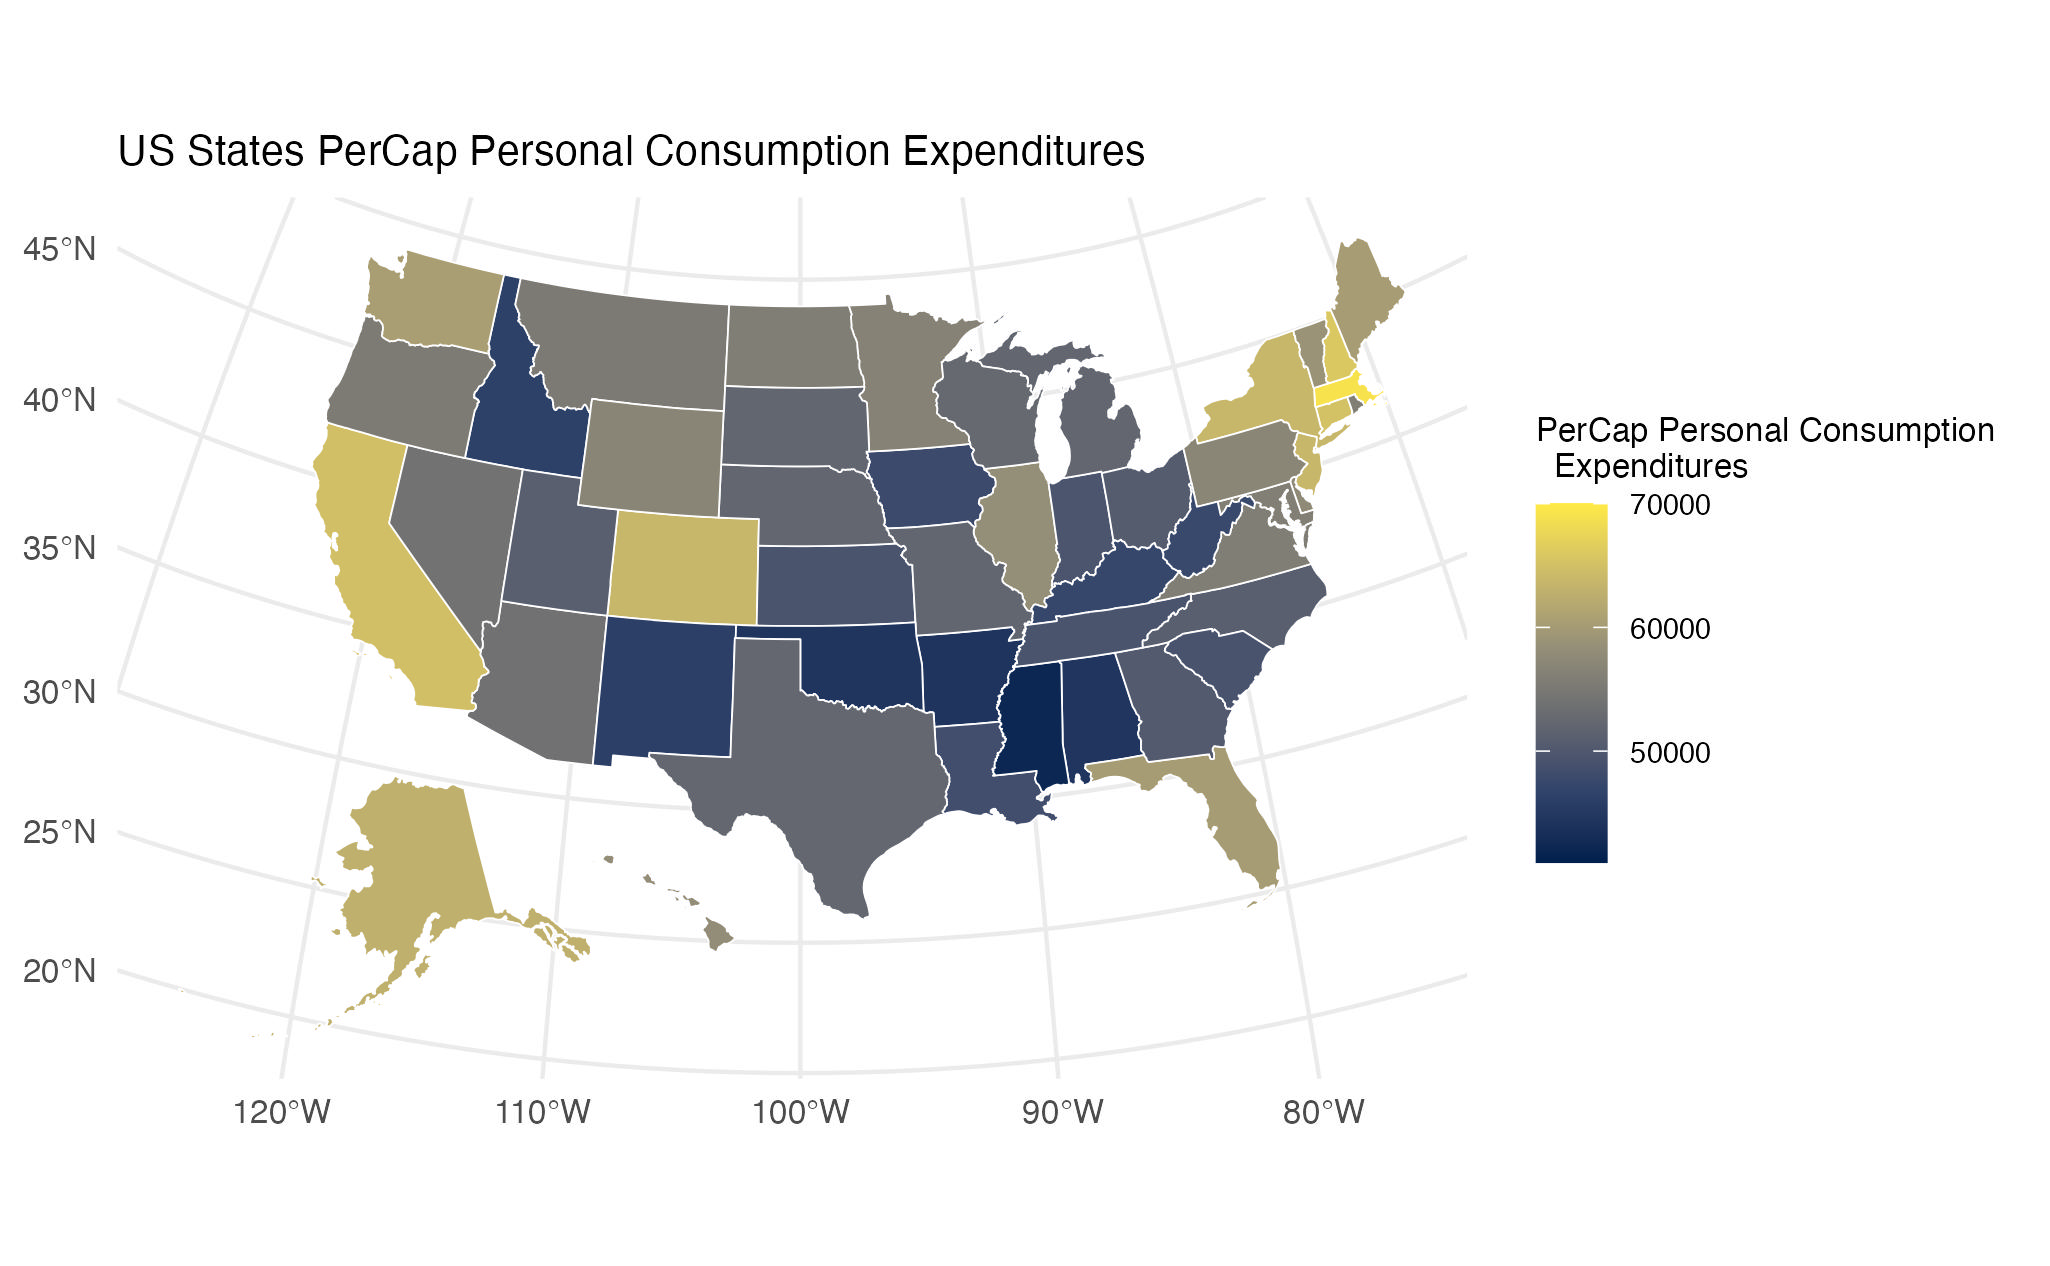 US States PerCap Personal Consumption Expenditures
45°N
40°N
35°N
30°N
25°N
20°N
120°W
110°W
100°W
90°W
80°W
PerCap Personal Consumption
Expenditures
70000
60000
50000